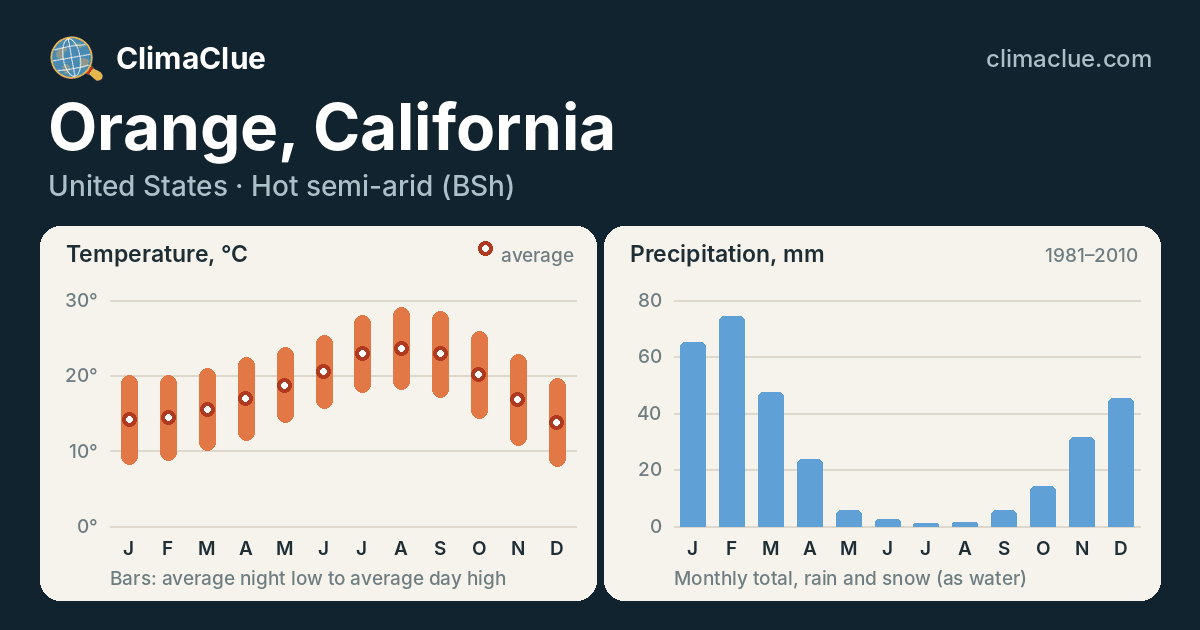 ClimaClue
climaclue.com
Orange, California
United States · Hot semi-arid (BSh)
Temperature, °C
average
30°
20°
10°
0°
J F M A M J J A S O N D
Bars: average night low to average day high
Precipitation, mm
1981–2010
80
60
40
20
0
J F M A M J J A S O N D
Monthly total, rain and snow (as water)